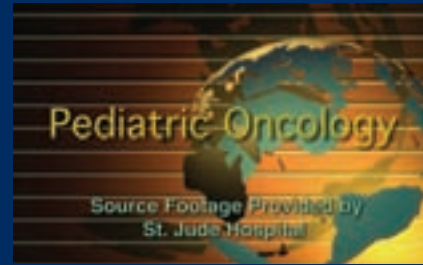 Pediatric Oncology
Source Footage Provided by
St. Jude Hospital